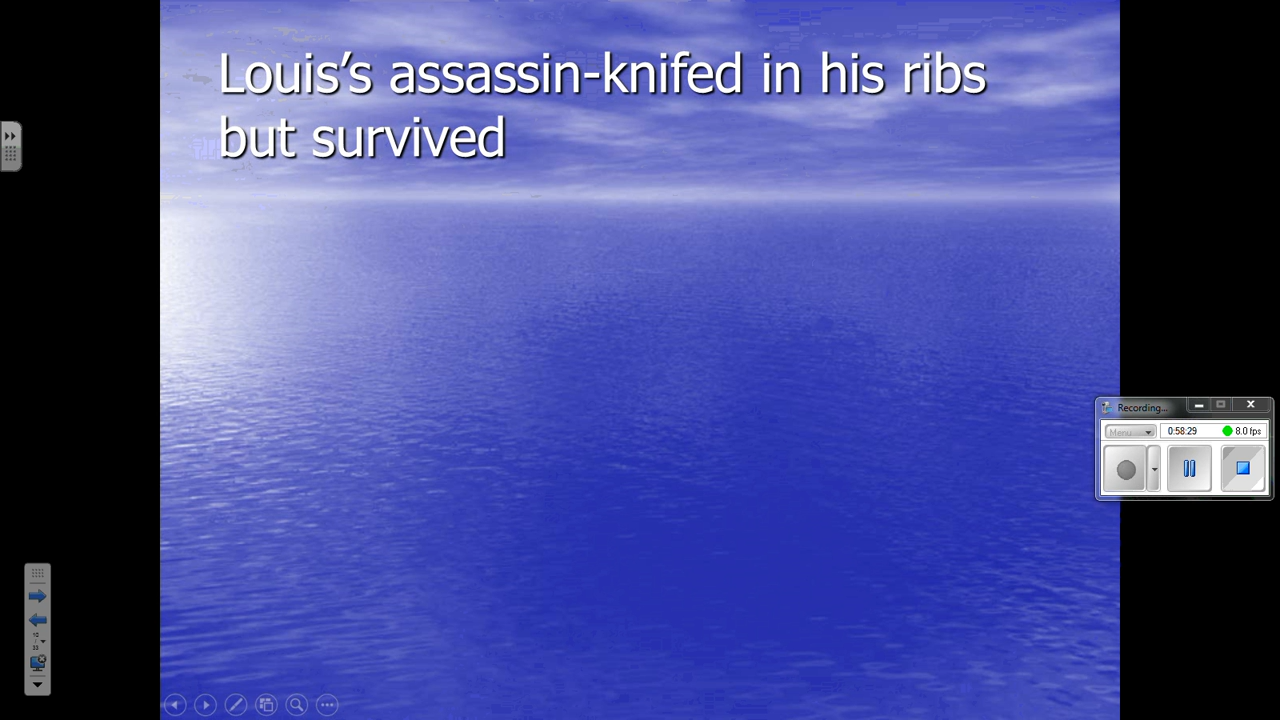 Louis’s assassin-knifed in his ribs
but survived
Recording...
Menu
0:58:29
8.0 fps